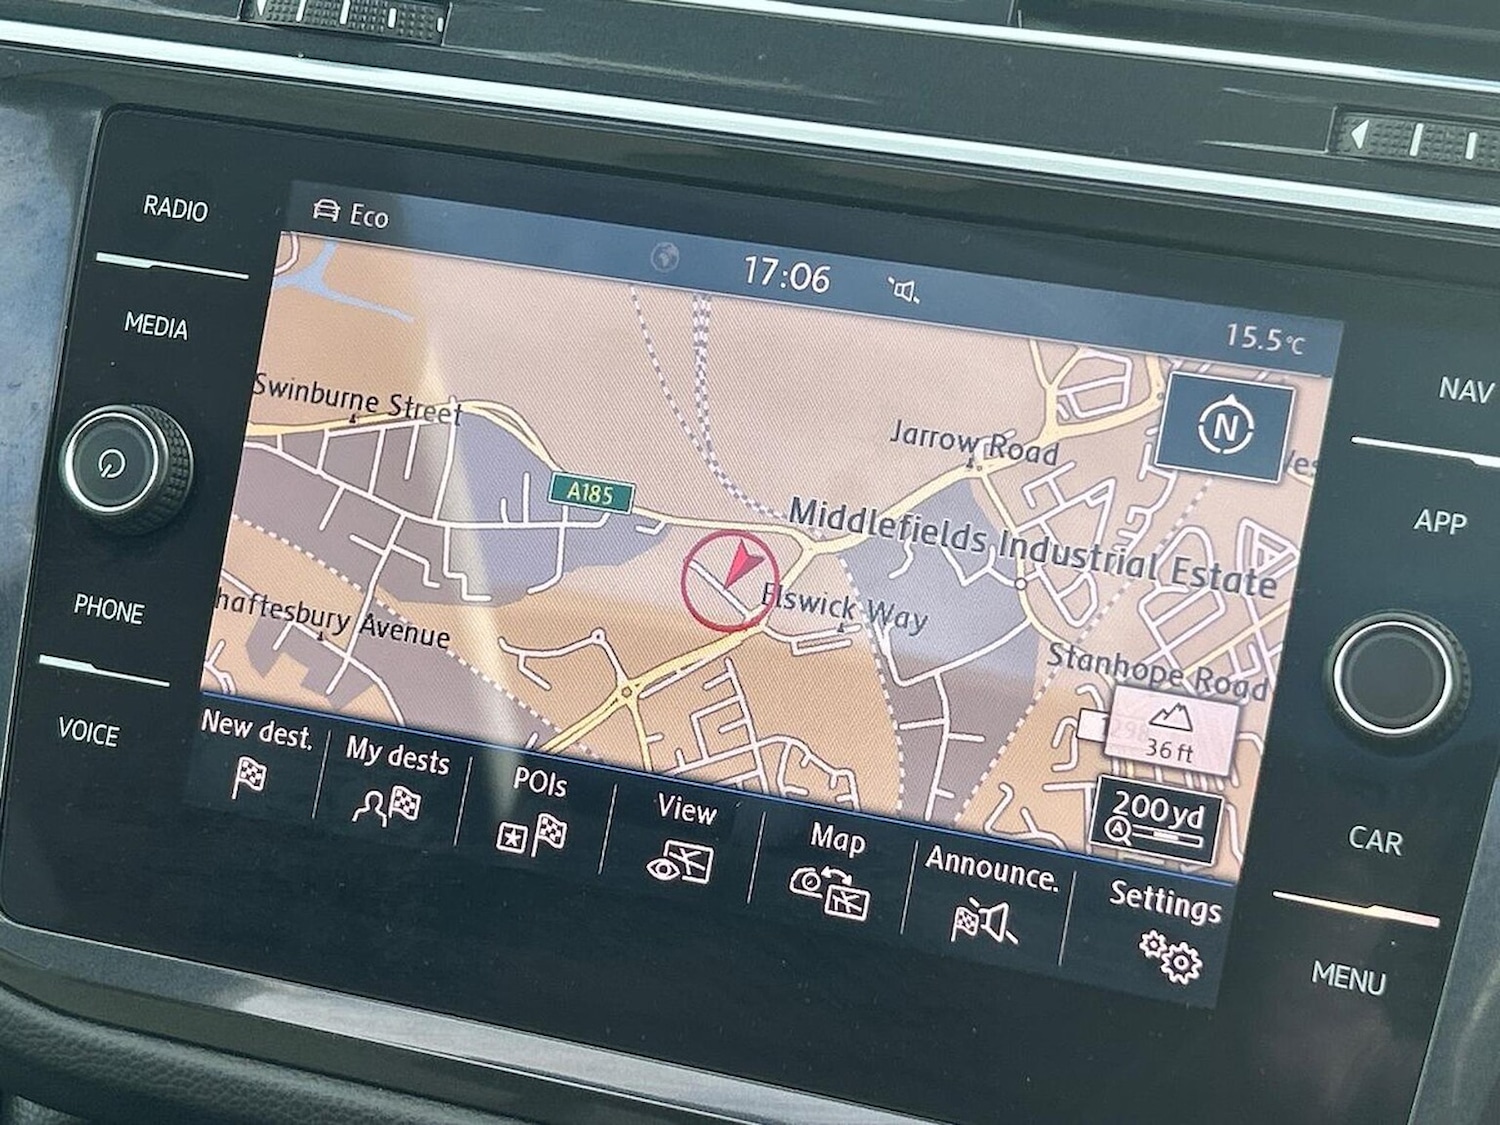 RADIO
MEDIA
PHONE
VOICE
Eco
17:06
15.5°C
Swinburne Street
Jarrow Road
N
A185
Middlefields Industrial Estate
Elswick Way
haftesbury Avenue
Stanhope Road
36 ft
200yd
A
New dest.
My dests
POIs
View
Map
Announce.
Settings
NAV
APP
CAR
MENU